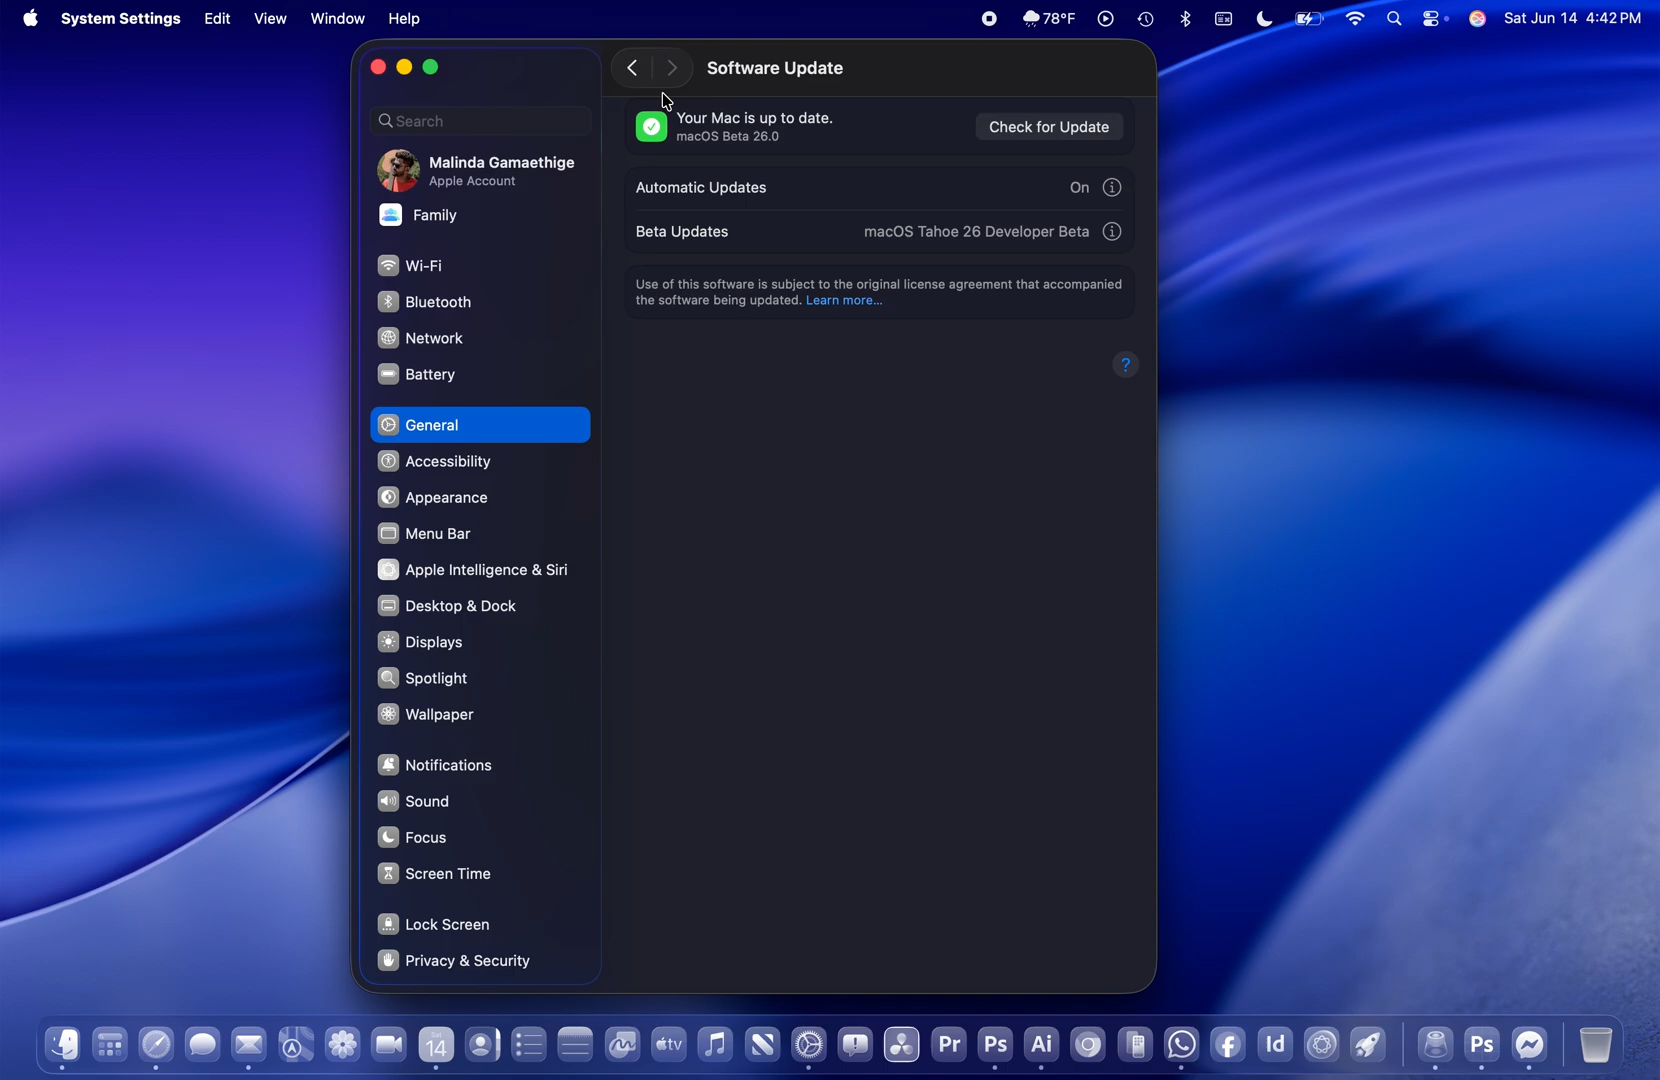 System Settings Edit View Window Help 78°F Sat Jun 14 4:42 PM
Software Update
Search
Malinda Gamaethige
Apple Account
Family
Wi-Fi
Bluetooth
Network
Battery
General
Accessibility
Appearance
Menu Bar
Apple Intelligence & Siri
Desktop & Dock
Displays
Spotlight
Wallpaper
Notifications
Sound
Focus
Screen Time
Lock Screen
Privacy & Security
Your Mac is up to date.
macOS Beta 26.0
Check for Update
Automatic Updates On
Beta Updates macOS Tahoe 26 Developer Beta
Use of this software is subject to the original license agreement that accompanied
the software being updated. Learn more...
?
14 tv Pr Ps Ai Id Ps